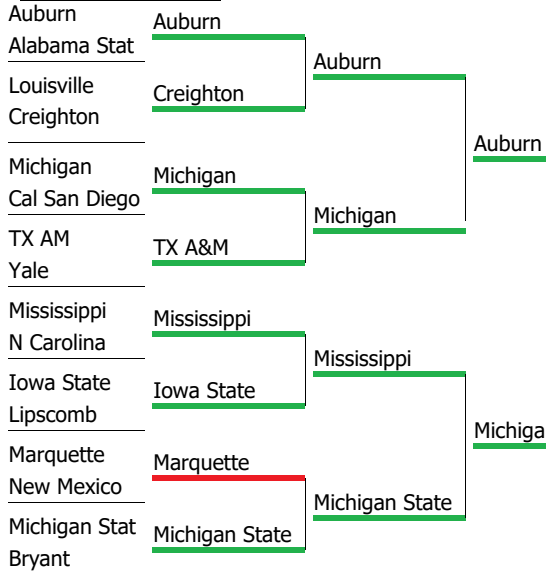 Auburn
Alabama Stat
Louisville
Creighton
Michigan
Cal San Diego
TX AM
Yale
Mississippi
N Carolina
Iowa State
Lipscomb
Marquette
New Mexico
Michigan Stat
Bryant
Auburn
Creighton
Michigan
TX A&M
Mississippi
Iowa State
Marquette
Michigan State
Auburn
Michigan
Mississippi
Michigan State
Auburn
Michiga